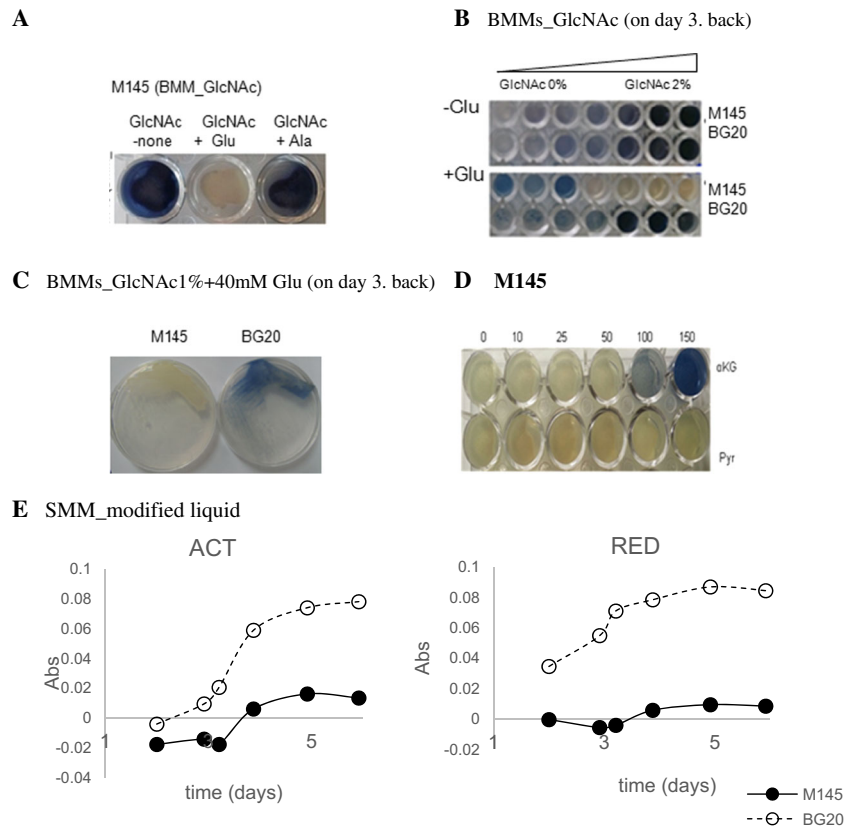 A
M145 (BMM_GlcNAc)
GlcNAc GlcNAc GlcNAc
-none + Glu + Ala
B BMMs_GlcNAc (on day 3. back)
GlcNAc 0% GlcNAc 2%
-Glu
M145
BG20
+Glu
M145
BG20
C BMMs_GlcNAc1%+40mM Glu (on day 3. back)
M145 BG20
D M145
0 10 25 50 100 150
αKG
Pyr
E SMM_modified liquid
ACT
0.1
0.08
0.06
0.04
0.02
0
-0.02
-0.04
Abs
1 3 5
time (days)
RED
0.1
0.08
0.06
0.04
0.02
0
-0.02
Abs
1 3 5
time (days)
M145
BG20